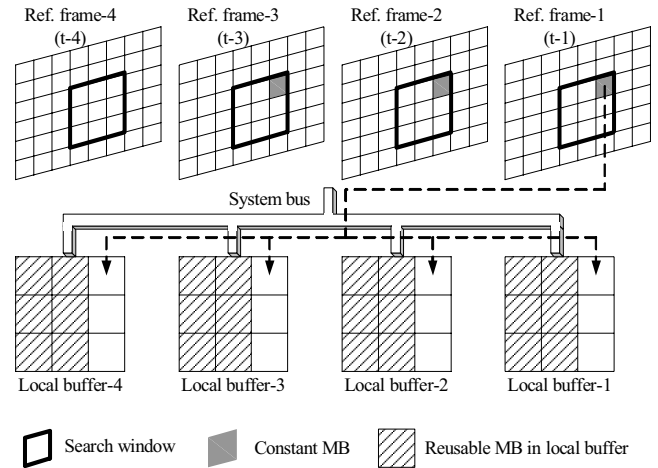 Ref. frame-4 Ref. frame-3 Ref. frame-2 Ref. frame-1
(t-4) (t-3) (t-2) (t-1)
System bus
Local buffer-4 Local buffer-3 Local buffer-2 Local buffer-1
Search window Constant MB Reusable MB in local buffer